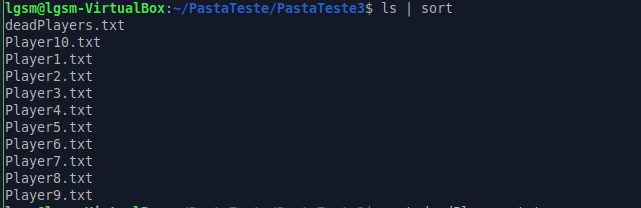 lgsm@lgsm-VirtualBox:~/PastaTeste/PastaTeste3$ ls | sort
deadPlayers.txt
Player10.txt
Player1.txt
Player2.txt
Player3.txt
Player4.txt
Player5.txt
Player6.txt
Player7.txt
Player8.txt
Player9.txt